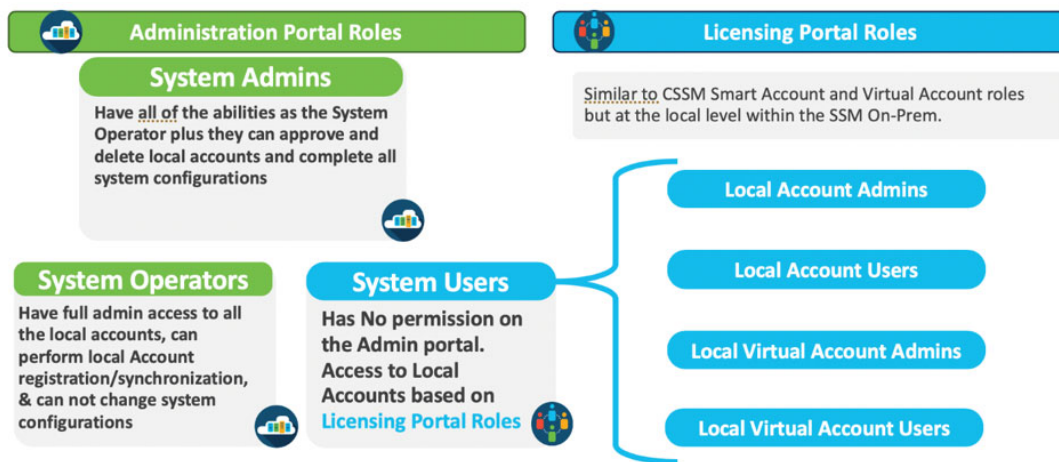 Administration Portal Roles
System Admins
Have all of the abilities as the System
Operator plus they can approve and
delete local accounts and complete all
system configurations
System Operators
Have full admin access to all
the local accounts, can
perform local Account
registration/synchronization,
& can not change system
configurations
System Users
Has No permission on
the Admin portal.
Access to Local
Accounts based on
Licensing Portal Roles
Licensing Portal Roles
Similar to CSSM Smart Account and Virtual Account roles
but at the local level within the SSM On-Prem.
Local Account Admins
Local Account Users
Local Virtual Account Admins
Local Virtual Account Users